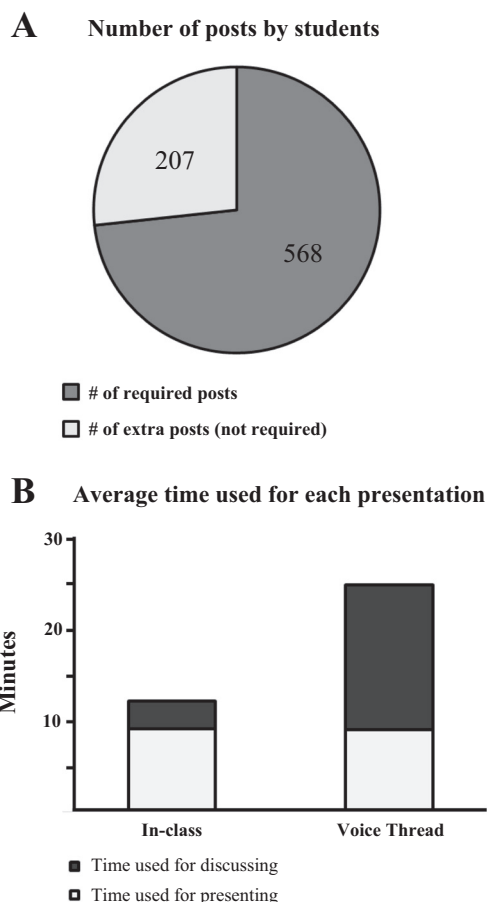 A Number of posts by students
207
568
# of required posts
# of extra posts (not required)
B Average time used for each presentation
30
20
10
Minutes
In-class Voice Thread
Time used for discussing
Time used for presenting